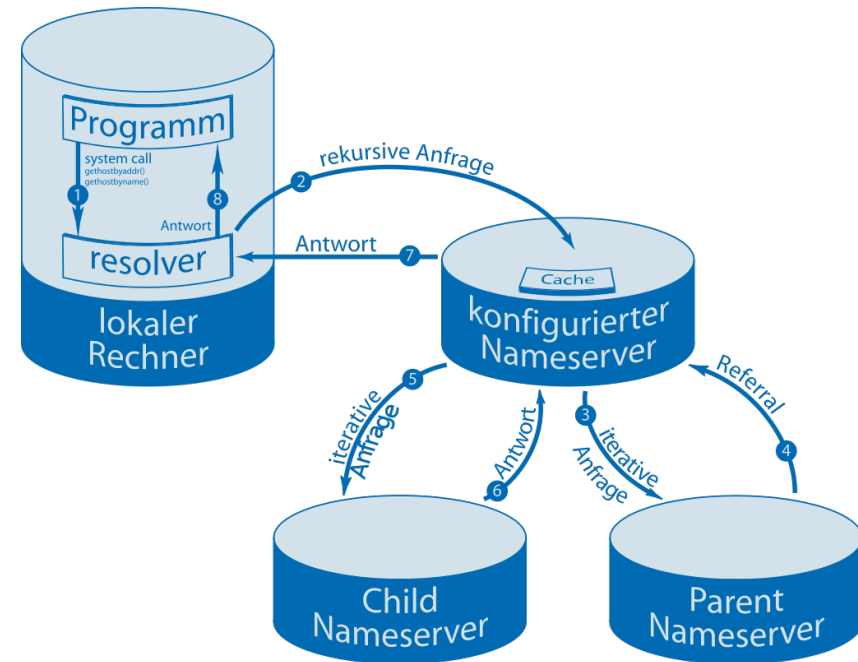 Programm
system call
gethostbyaddr()
gethostbyname()
1
8
Antwort
resolver
lokaler
Rechner
2
rekursive Anfrage
Antwort
7
Cache
konfigurierter
Nameserver
5
iterative
Anfrage
6
Antwort
3
iterative
Anfrage
Referral
4
Child
Nameserver
Parent
Nameserver